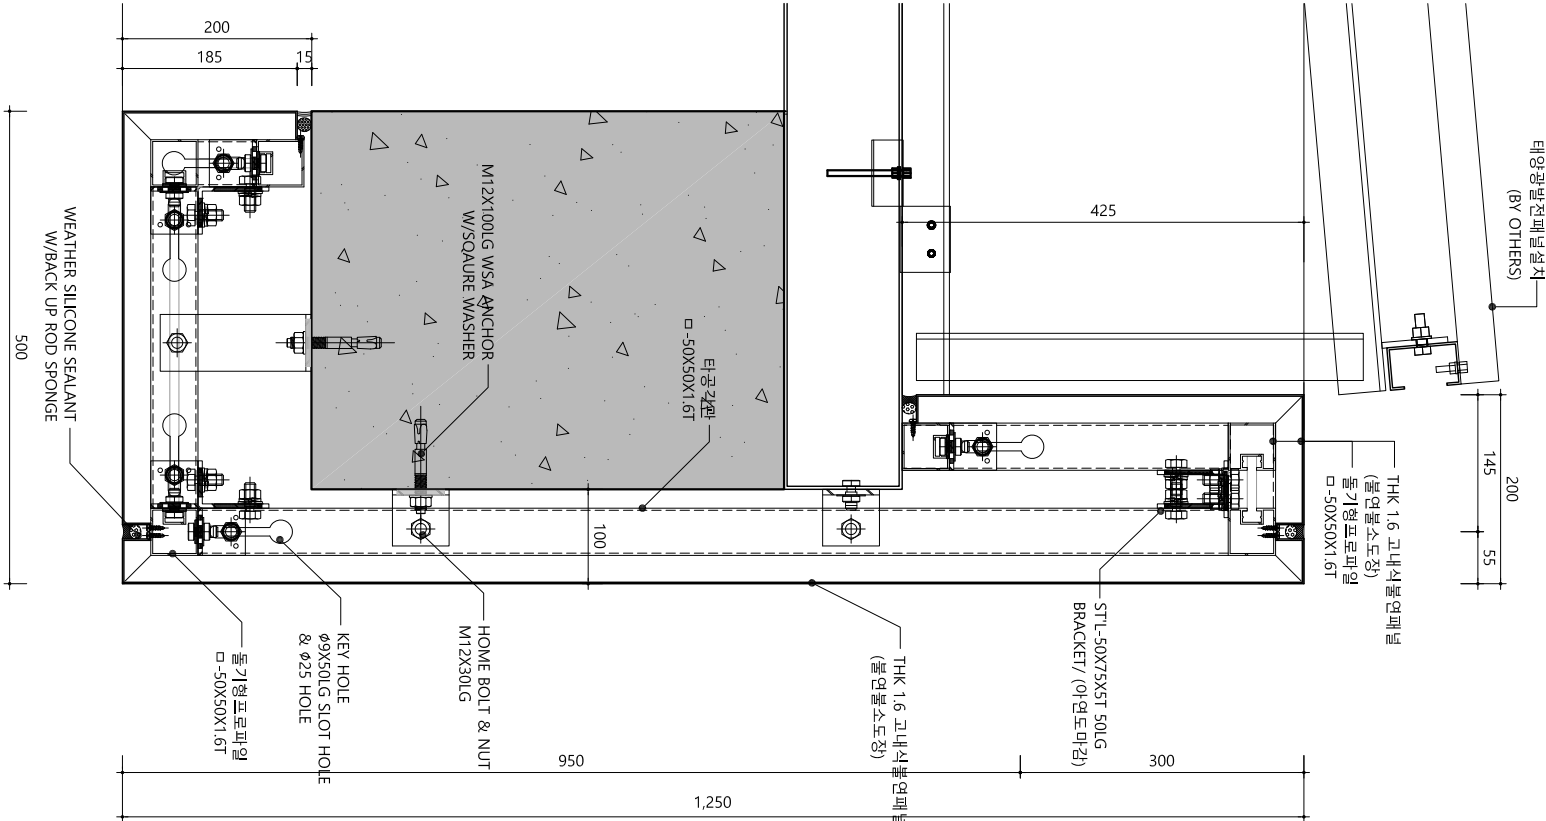 200
185
15
태양광발전패널설치
(BY OTHERS)
425
M12X100LG WSA ANCHOR
W/SQAURE WASHER
타공각관
ㅁ-50X50X1.6T
WEATHER SILICONE SEALANT
W/BACK UP ROD SPONGE
500
200
145
55
THK 1.6 고내식불연패널
(불연불소도장)
돌기형프로파일
ㅁ-50X50X1.6T
100
ST'L-50X75X5T 50LG
BRACKET/ (아연도마감)
THK 1.6 고내식불연패널
(불연불소도장)
HOME BOLT & NUT
M12X30LG
KEY HOLE
φ9X50LG SLOT HOLE
& φ25 HOLE
돌기형프로파일
ㅁ-50X50X1.6T
950
300
1,250